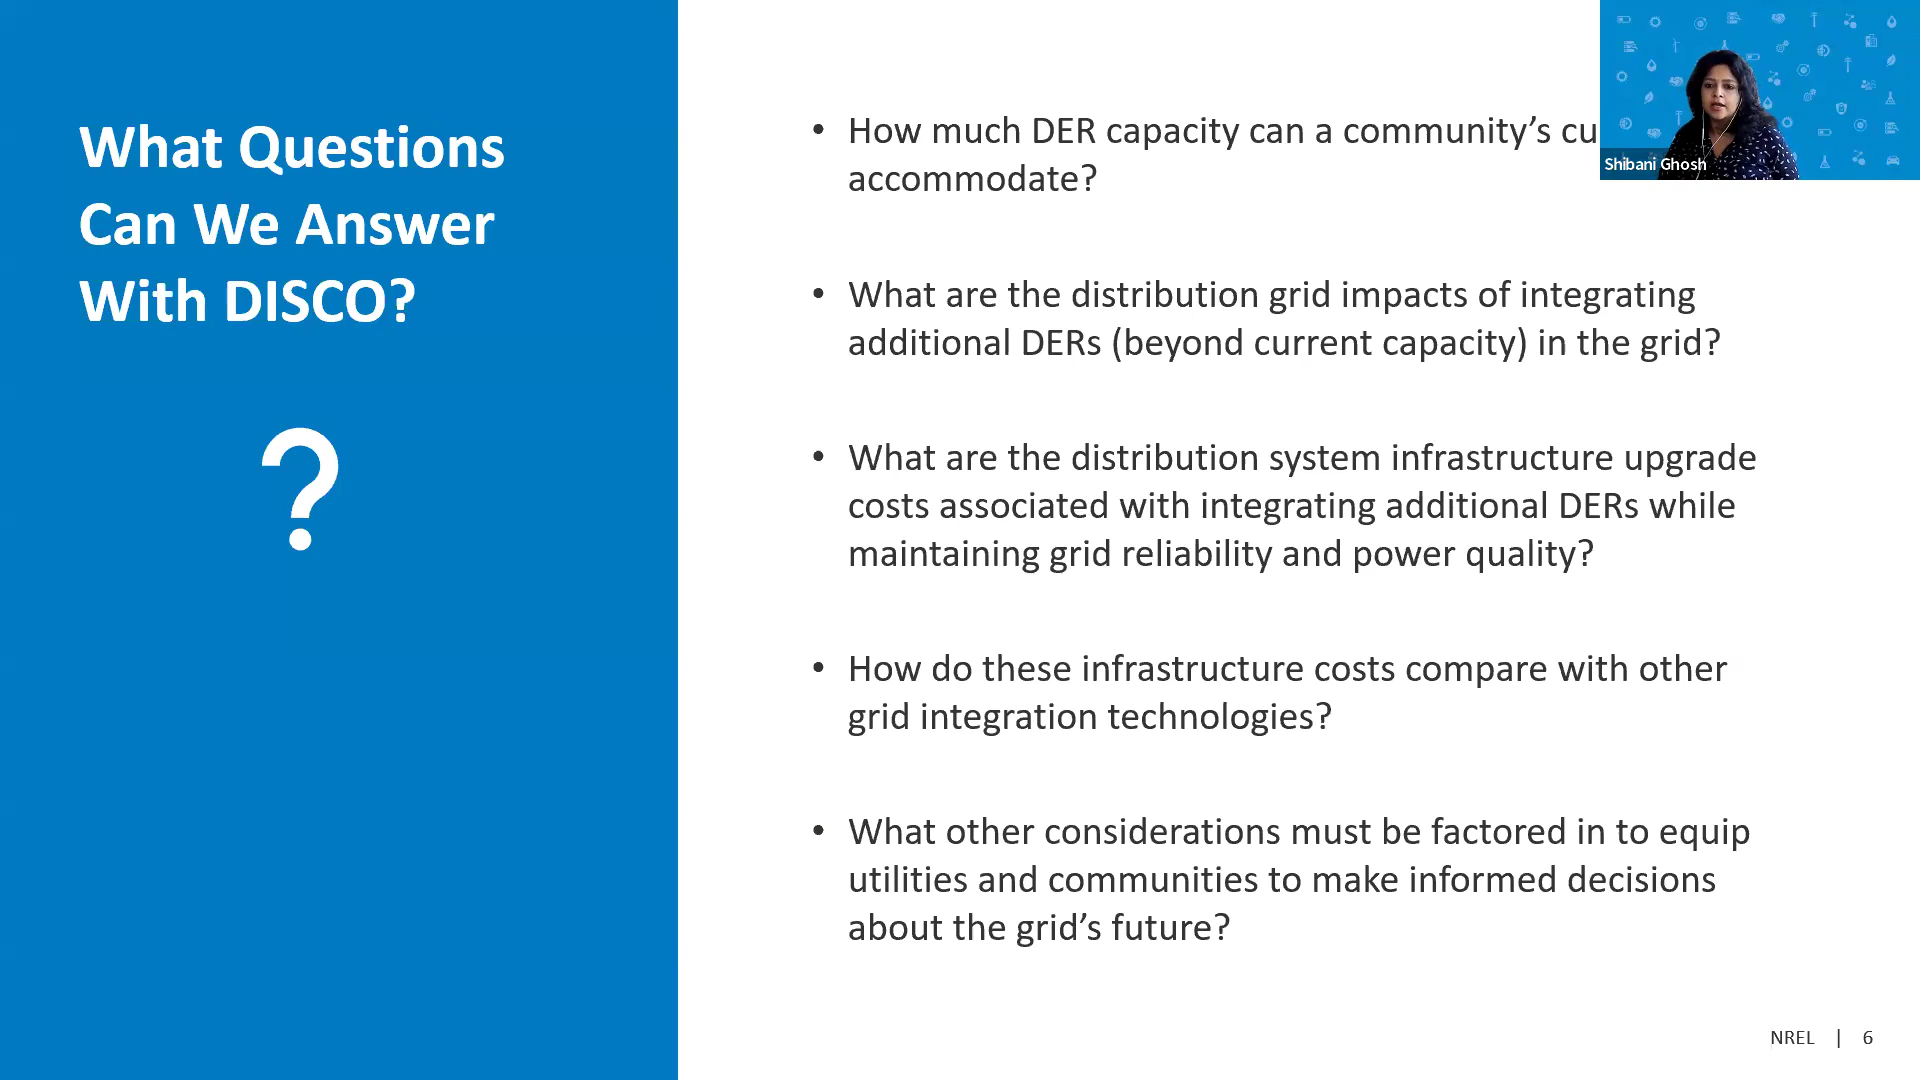 What Questions
Can We Answer
With DISCO?
?
• How much DER capacity can a community’s
accommodate?
• What are the distribution grid impacts of integrating
additional DERs (beyond current capacity) in the grid?
• What are the distribution system infrastructure upgrade
costs associated with integrating additional DERs while
maintaining grid reliability and power quality?
• How do these infrastructure costs compare with other
grid integration technologies?
• What other considerations must be factored in to equip
utilities and communities to make informed decisions
about the grid’s future?
Shibani Ghosh
NREL | 6